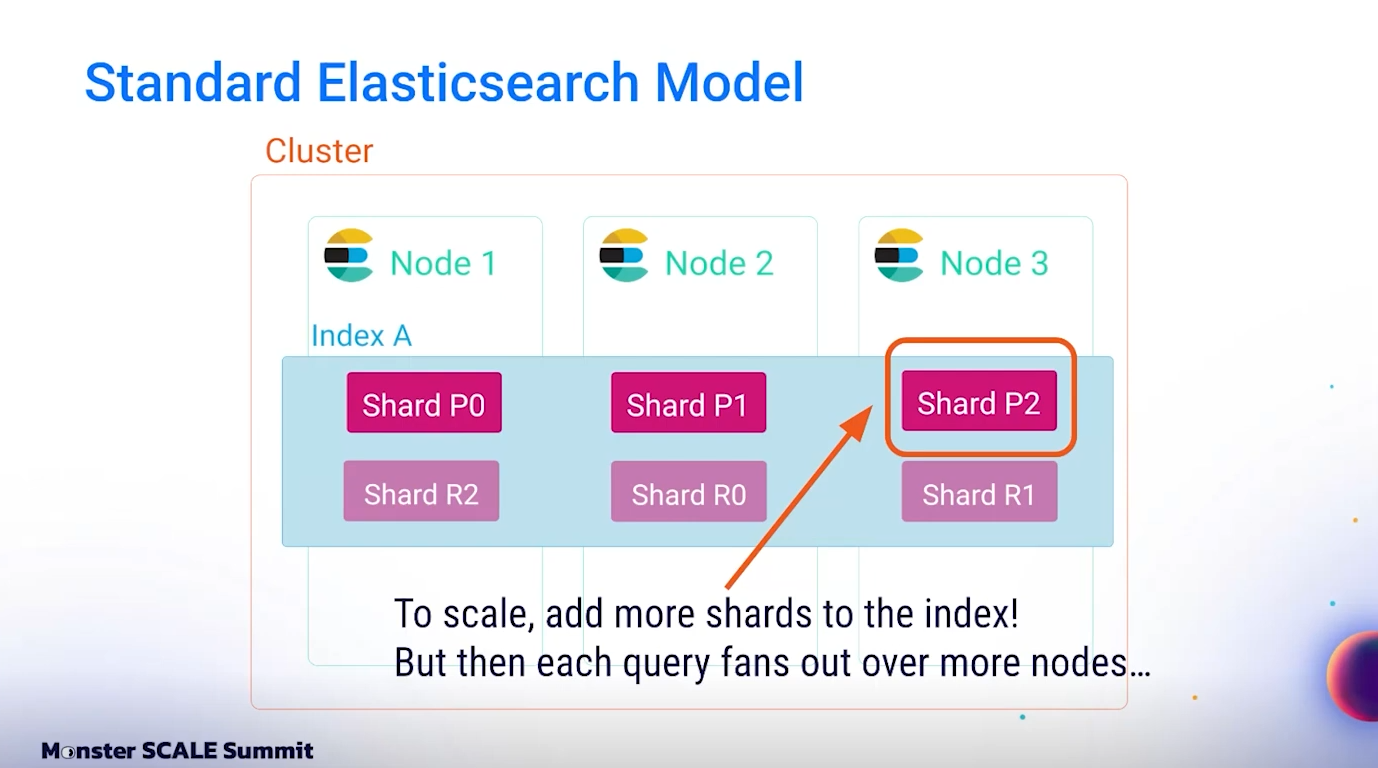 Standard Elasticsearch Model
Cluster
Node 1
Node 2
Node 3
Index A
Shard P0
Shard P1
Shard P2
Shard R2
Shard R0
Shard R1
To scale, add more shards to the index!
But then each query fans out over more nodes…
Monster SCALE Summit